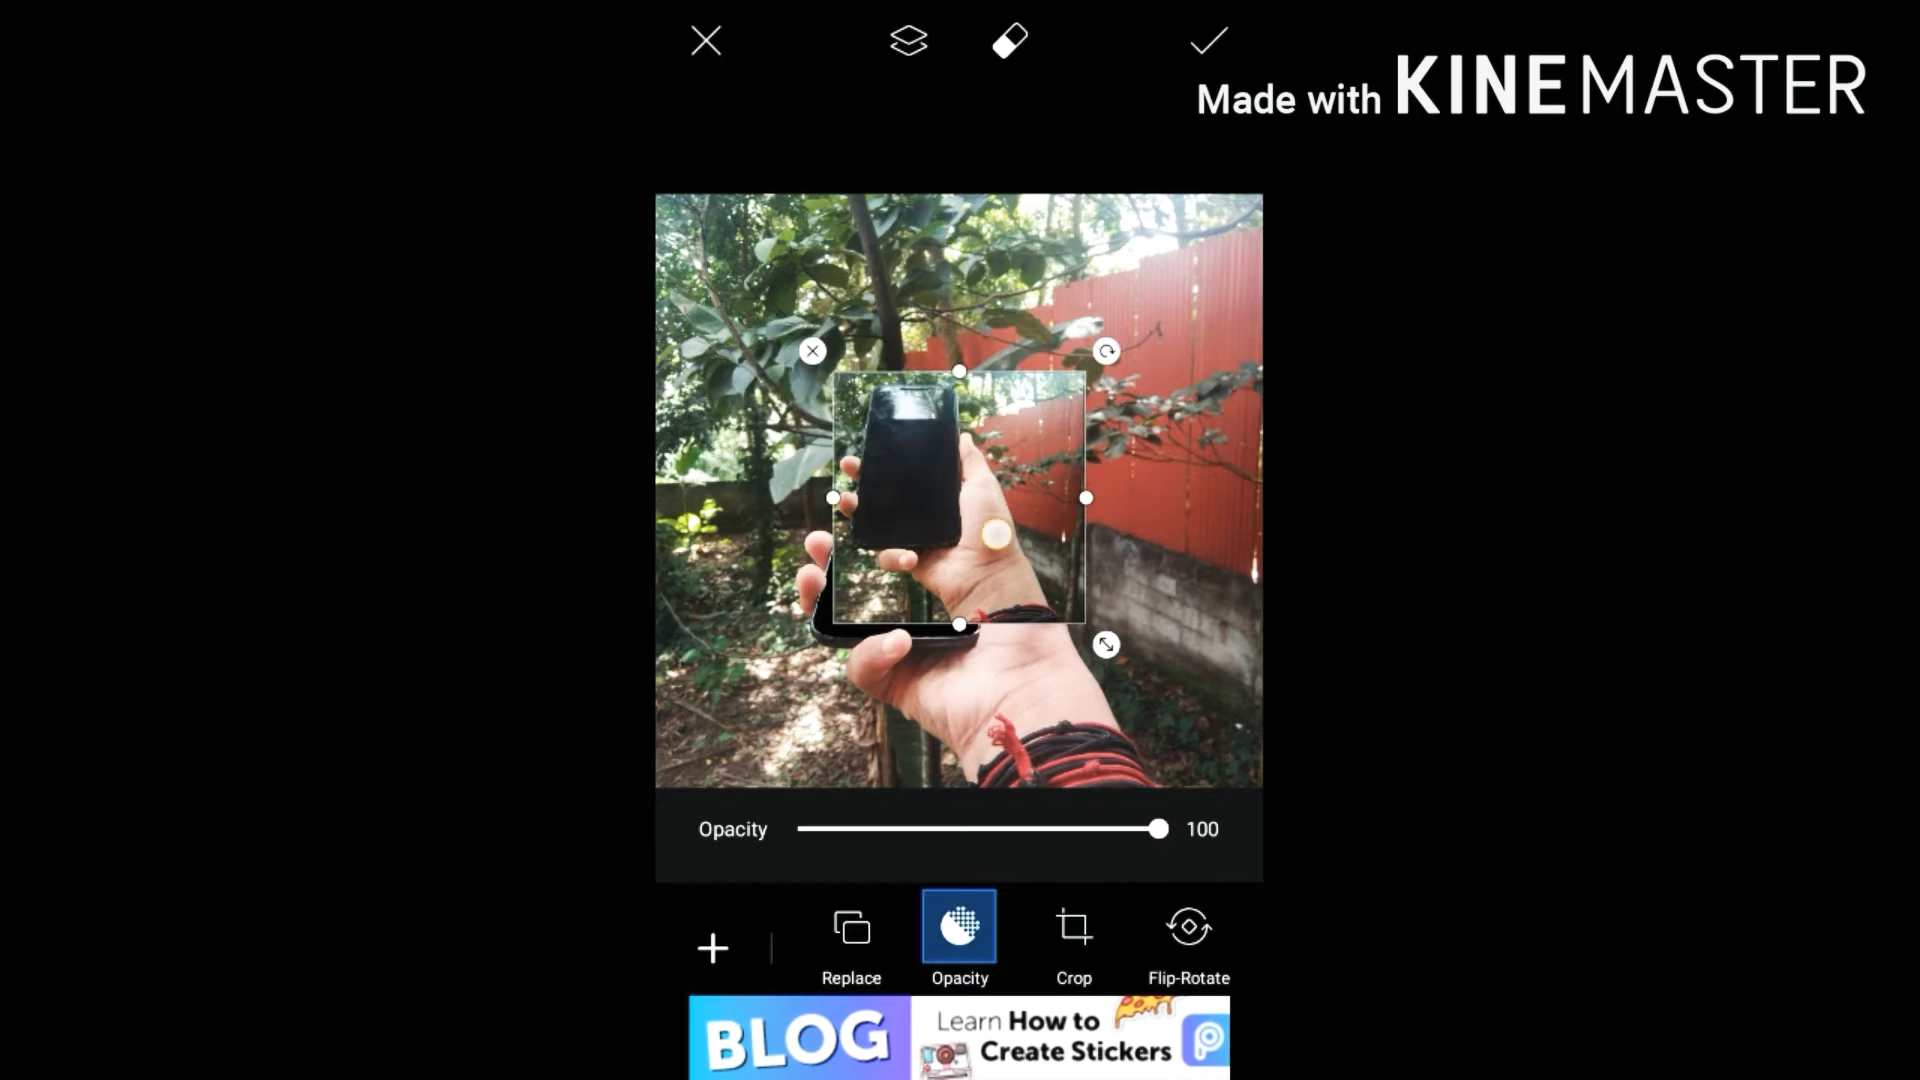 Made with KINEMASTER
Opacity 100
Replace Opacity Crop Flip-Rotate
BLOG
Learn How to
Create Stickers